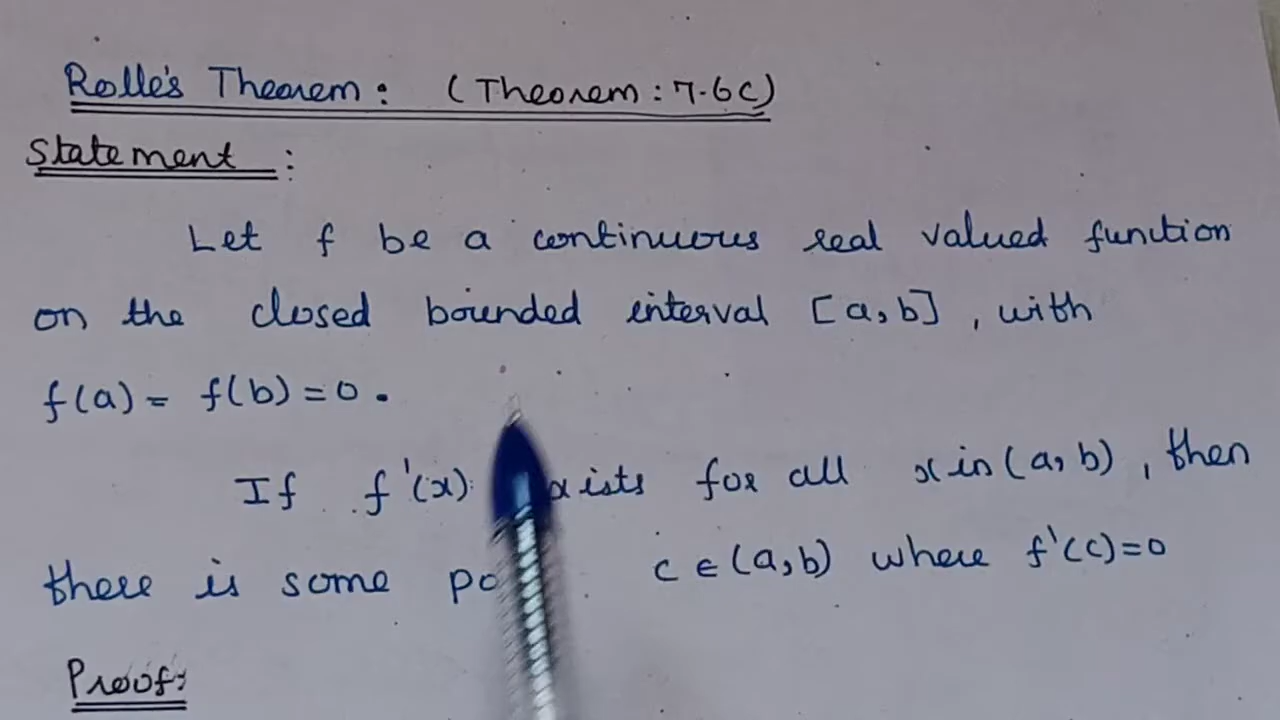 Rolle's Theorem: (Theorem: 7.6C)
Statement:
Let f be a continuous real valued function
on the closed bounded interval [a,b], with
f(a) = f(b) = 0.
If f'(x) xists for all x in (a,b), then
there is some po c ∈ (a,b) where f'(c)=0
Proof: